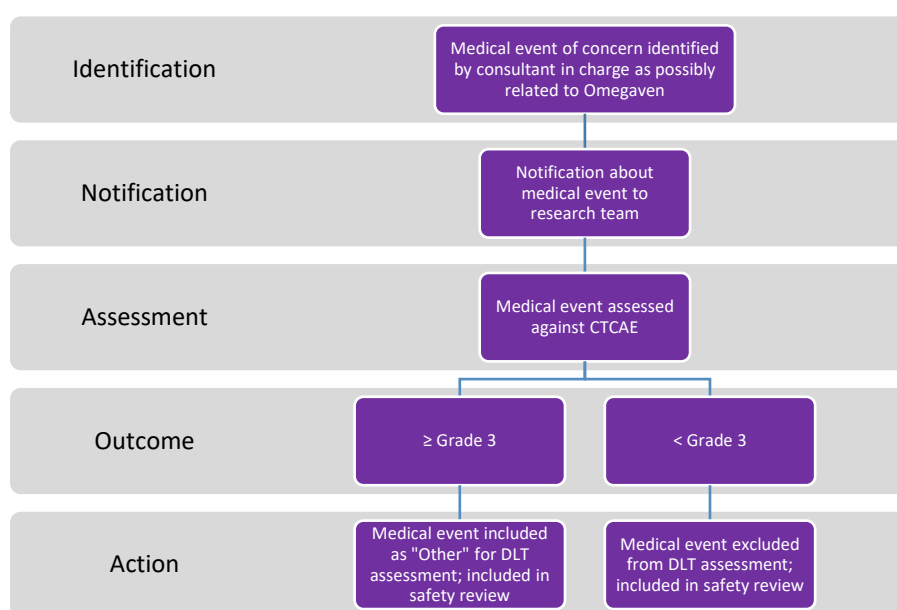 Identification
Medical event of concern identified
by consultant in charge as possibly
related to Omegaven
Notification
Notification about
medical event to
research team
Assessment
Medical event assessed
against CTCAE
Outcome
≥ Grade 3
< Grade 3
Action
Medical event included
as "Other" for DLT
assessment; included in
safety review
Medical event excluded
from DLT assessment;
included in safety review